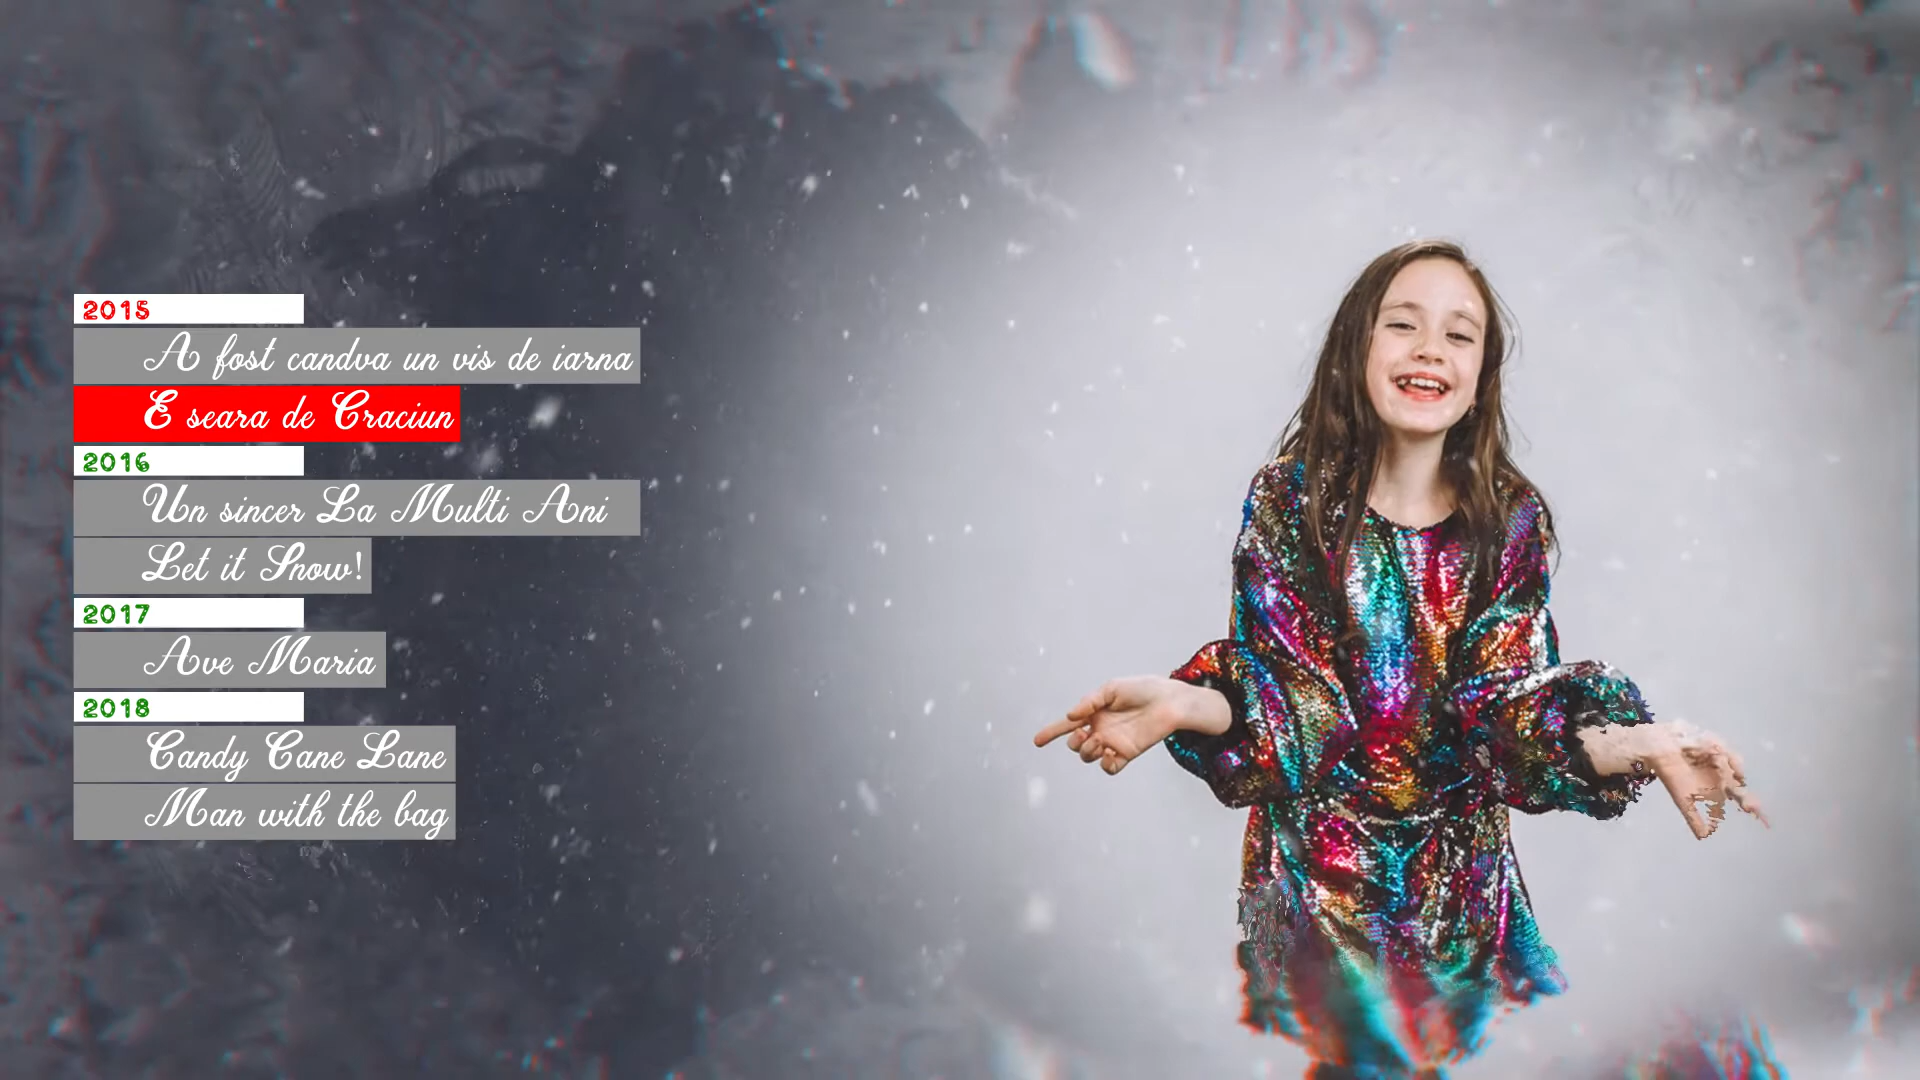 2015
A fost candva un vis de iarna
E seara de Craciun
2016
Un sincer La Multi Ani
Let it Snow!
2017
Ave Maria
2018
Candy Cane Lane
Man with the bag